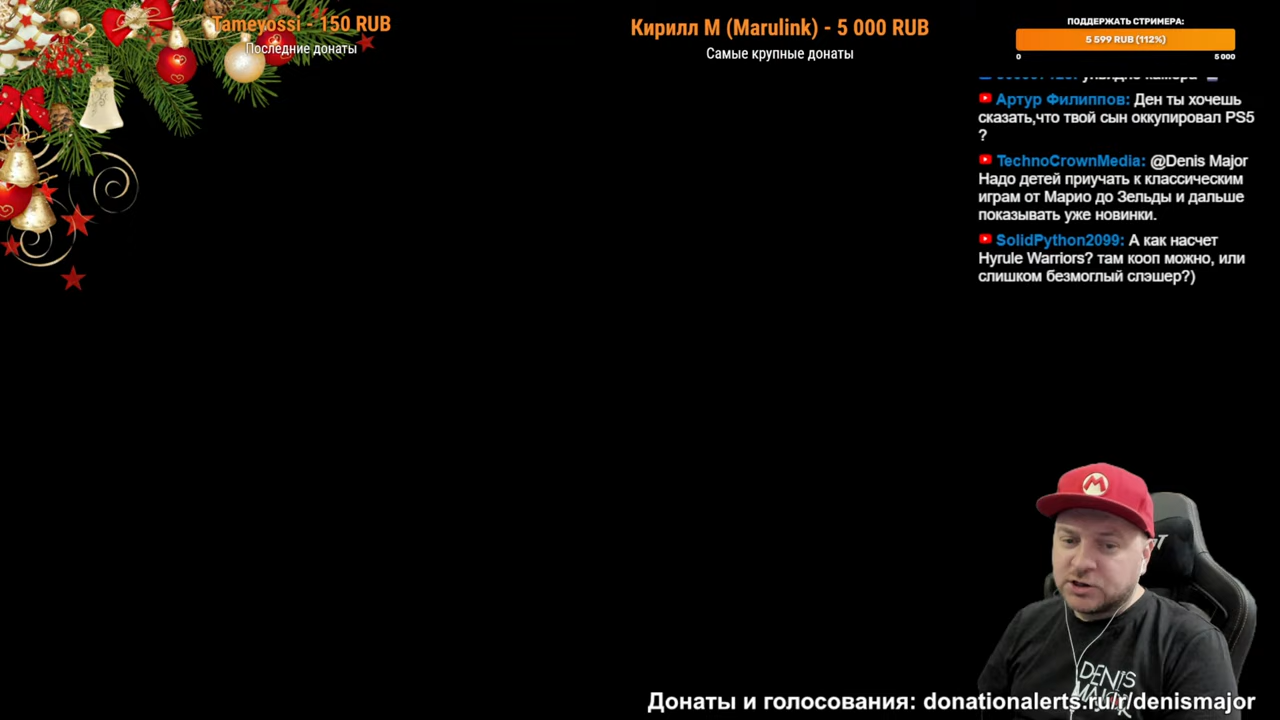 Tameyossi - 150 RUB
Последние донаты
Кирилл М (Marulink) - 5 000 RUB
Самые крупные донаты
ПОДДЕРЖАТЬ СТРИМЕРА:
5 599 RUB (112%)
0 5 000
Артур Филиппов: Ден ты хочешь
сказать,что твой сын оккупировал PS5
?
TechnoCrownMedia: @Denis Major
Надо детей приучать к классическим
играм от Марио до Зельды и дальше
показывать уже новинки.
SolidPython2099: А как насчет
Hyrule Warriors? там кооп можно, или
слишком безмоглый слэшер?)
M
DENIS
MAJOR
Донаты и голосования: donationalerts.ru/r/denismajor